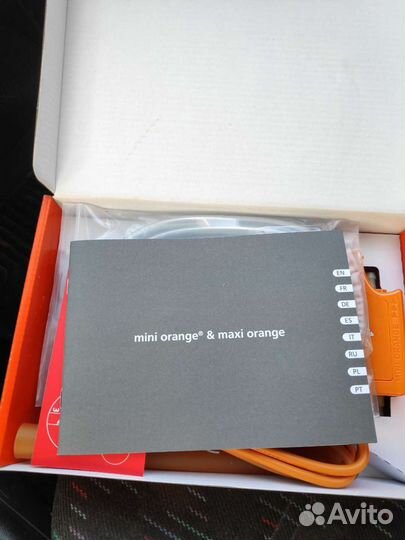 EN
FR
DE
ES
IT
RU
PL
PT
mini orange® & maxi orange
Avito